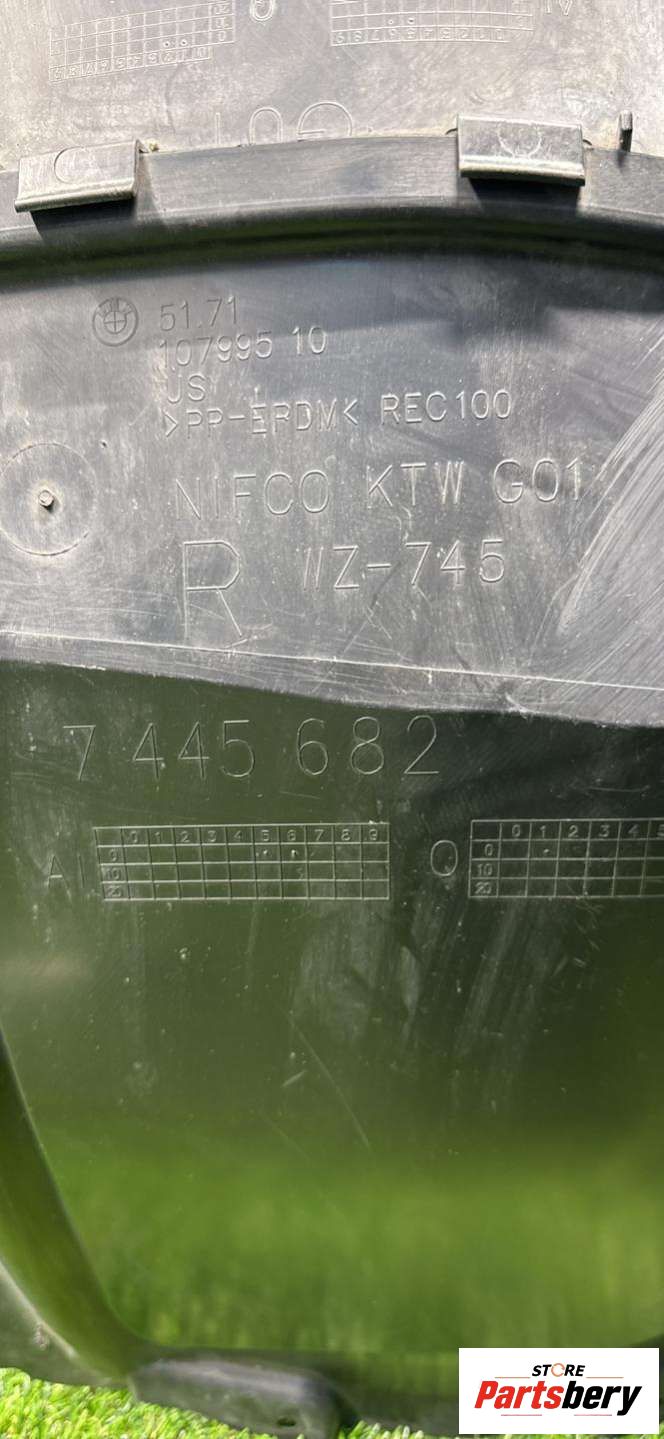 51.71
107995 10
US
>PP-EPDM< REC100
NIFCO KTW G01
R WZ-745
7 445 682
0 1 2 3 4 5 6 7 8 9
0
10
20
0 1 2 3 4 5
0
10
20
STORE
Partsbery